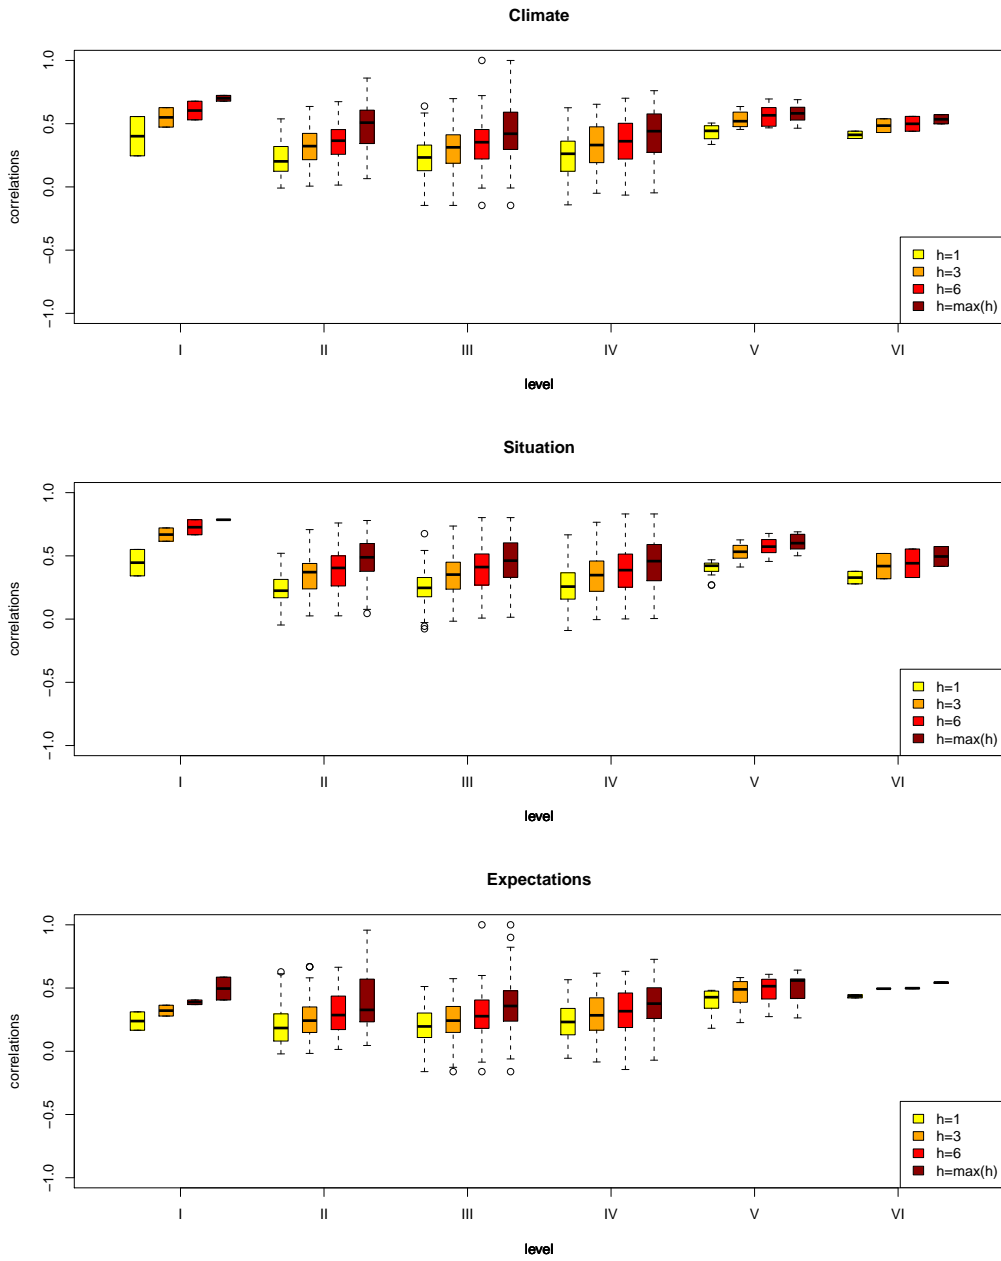 Climate
correlations
1.0
0.5
0.0
−0.5
−1.0
h=1
h=3
h=6
h=max(h)
I II III IV V VI
level
Situation
correlations
1.0
0.5
0.0
−0.5
−1.0
h=1
h=3
h=6
h=max(h)
I II III IV V VI
level
Expectations
correlations
1.0
0.5
0.0
−0.5
−1.0
h=1
h=3
h=6
h=max(h)
I II III IV V VI
level